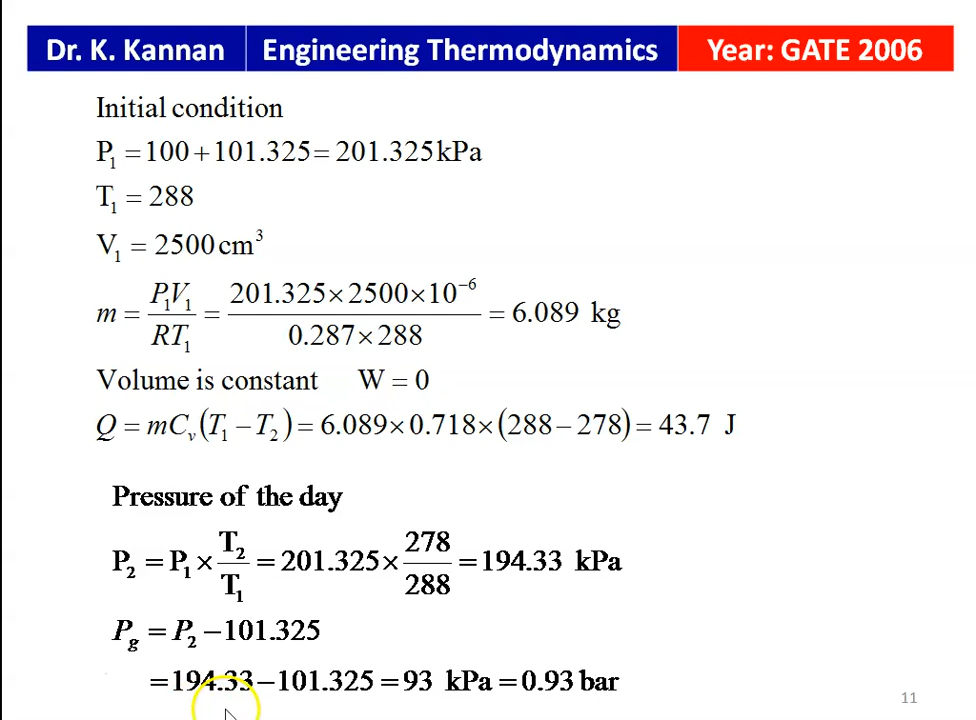 Dr. K. Kannan Engineering Thermodynamics Year: GATE 2006
Initial condition
P₁ = 100 + 101.325 = 201.325 kPa
T₁ = 288
V₁ = 2500 cm³
m = P₁V₁ / RT₁ = 201.325 × 2500 × 10⁻⁶ / 0.287 × 288 = 6.089 kg
Volume is constant W = 0
Q = mCᵥ(T₁ − T₂) = 6.089 × 0.718 × (288 − 278) = 43.7 J
Pressure of the day
P₂ = P₁ × T₂ / T₁ = 201.325 × 278 / 288 = 194.33 kPa
P_g = P₂ − 101.325
= 194.33 − 101.325 = 93 kPa = 0.93 bar
11